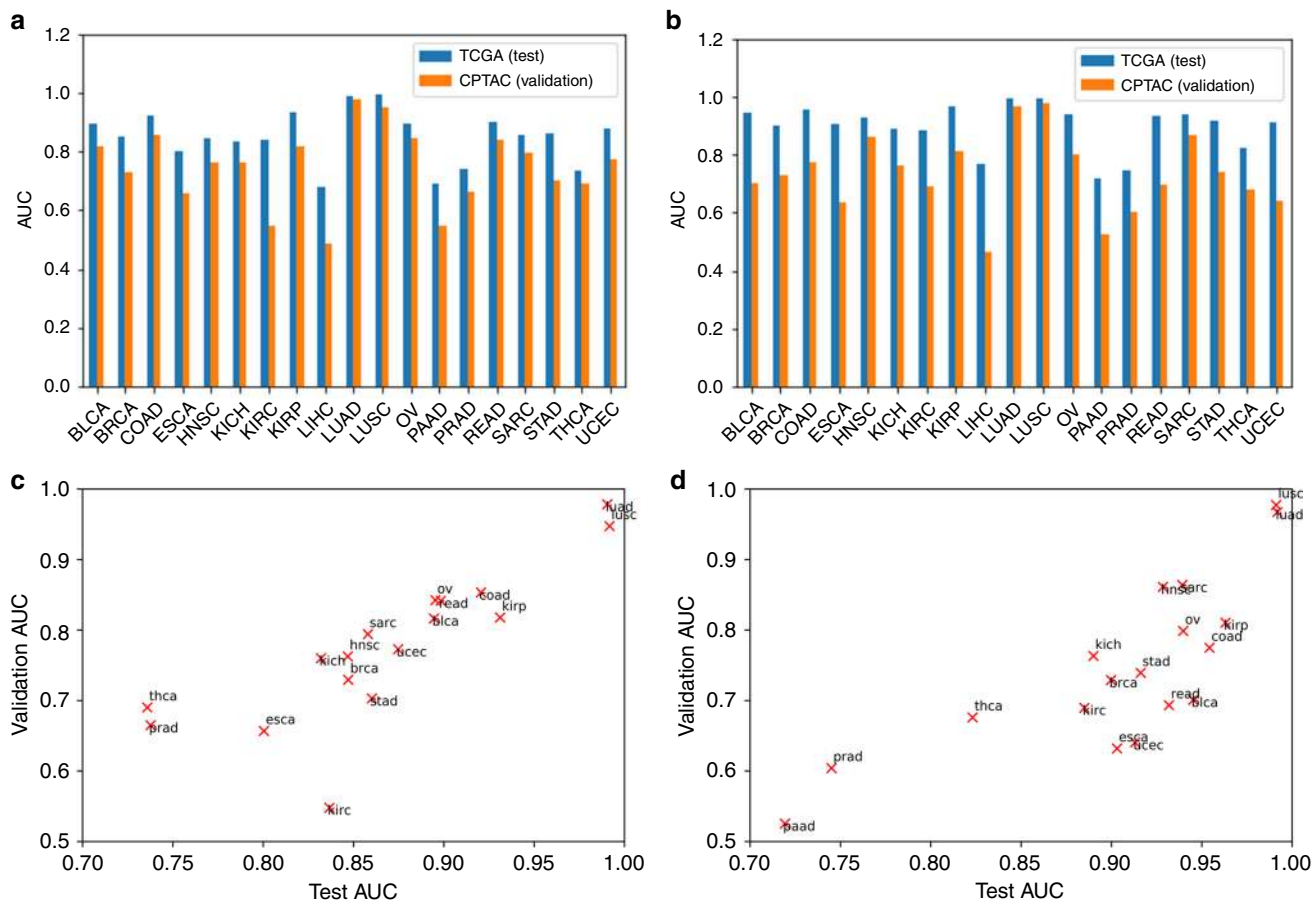 a
1.2
1.0
0.8
0.6
0.4
0.2
0.0
AUC
TCGA (test)
CPTAC (validation)
BLCA
BRCA
COAD
ESCA
HNSC
KICH
KIRC
KIRP
LIHC
LUAD
LUSC
OV
PAAD
PRAD
READ
SARC
STAD
THCA
UCEC
b
1.2
1.0
0.8
0.6
0.4
0.2
0.0
AUC
TCGA (test)
CPTAC (validation)
BLCA
BRCA
COAD
ESCA
HNSC
KICH
KIRC
KIRP
LIHC
LUAD
LUSC
OV
PAAD
PRAD
READ
SARC
STAD
THCA
UCEC
c
1.0
0.9
0.8
0.7
0.6
0.5
Validation AUC
luad
lusc
ov
read
coad
kirp
blca
sarc
hnsc
kich
ucec
brca
stad
thca
prad
esca
kirc
0.70
0.75
0.80
0.85
0.90
0.95
1.00
Test AUC
d
1.0
0.9
0.8
0.7
0.6
0.5
Validation AUC
lusc
luad
hnsc
sarc
ov
kirp
coad
kich
stad
brca
read
blca
kirc
thca
esca
ucec
prad
paad
0.70
0.75
0.80
0.85
0.90
0.95
1.00
Test AUC